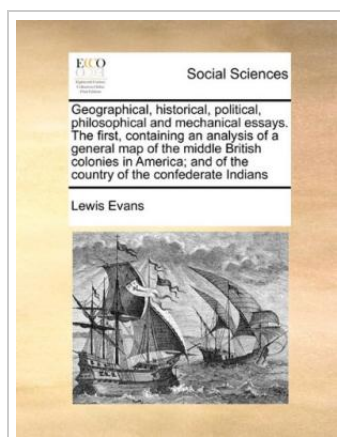 ECCO
Social Sciences
Geographical, historical, political,
philosophical and mechanical essays.
The first, containing an analysis of a
general map of the middle British
colonies in America; and of the
country of the confederate Indians
Lewis Evans